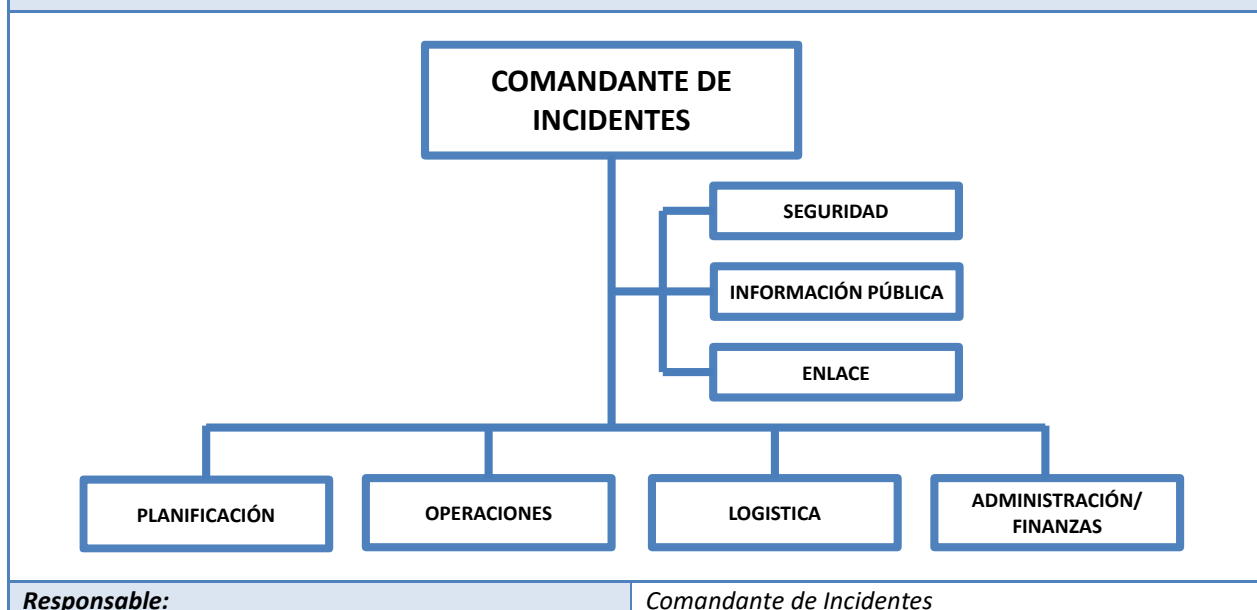 COMANDANTE DE
INCIDENTES
SEGURIDAD
INFORMACIÓN PÚBLICA
ENLACE
PLANIFICACIÓN
OPERACIONES
LOGISTICA
ADMINISTRACIÓN/
FINANZAS
Responsable:
Comandante de Incidentes